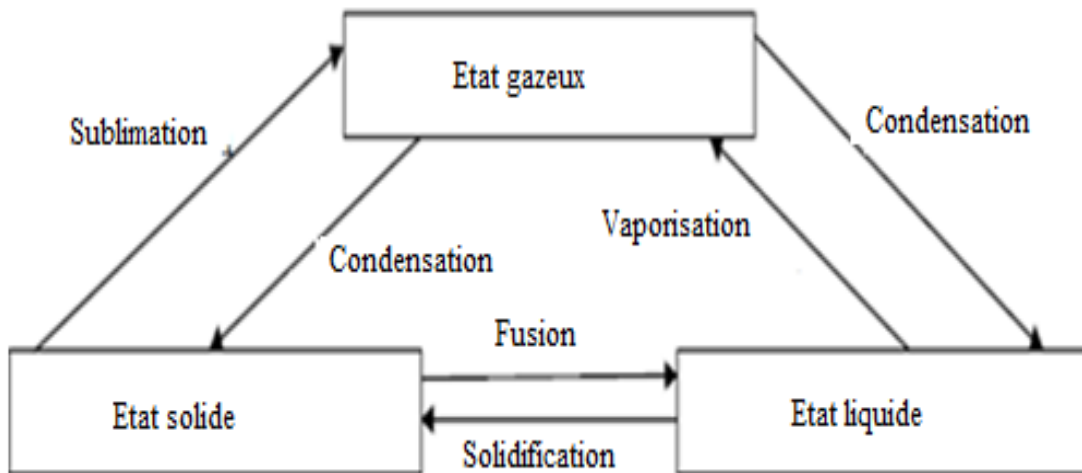 Etat gazeux
Sublimation
Condensation
Vaporisation
Condensation
Fusion
Etat solide
Etat liquide
Solidification